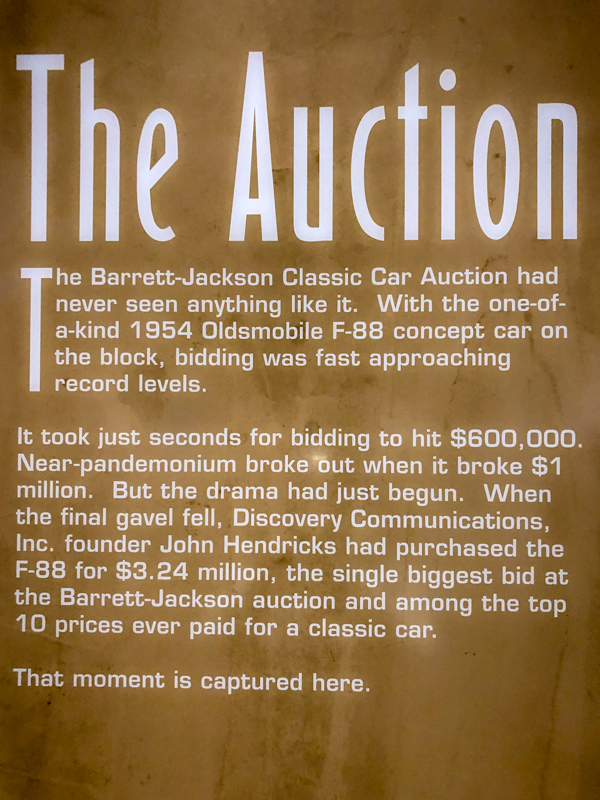 The Auction
The Barrett-Jackson Classic Car Auction had
never seen anything like it.  With the one-of-
a-kind 1954 Oldsmobile F-88 concept car on
the block, bidding was fast approaching
record levels.
It took just seconds for bidding to hit $600,000.
Near-pandemonium broke out when it broke $1
million.  But the drama had just begun.  When
the final gavel fell, Discovery Communications,
Inc. founder John Hendricks had purchased the
F-88 for $3.24 million, the single biggest bid at
the Barrett-Jackson auction and among the top
10 prices ever paid for a classic car.
That moment is captured here.